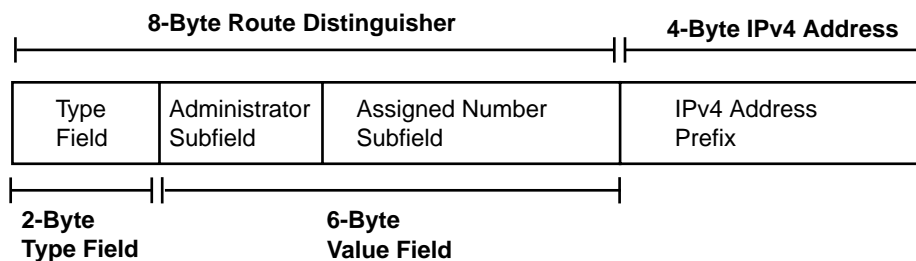 8-Byte Route Distinguisher
4-Byte IPv4 Address
Type
Field
Administrator
Subfield
Assigned Number
Subfield
IPv4 Address
Prefix
2-Byte
Type Field
6-Byte
Value Field